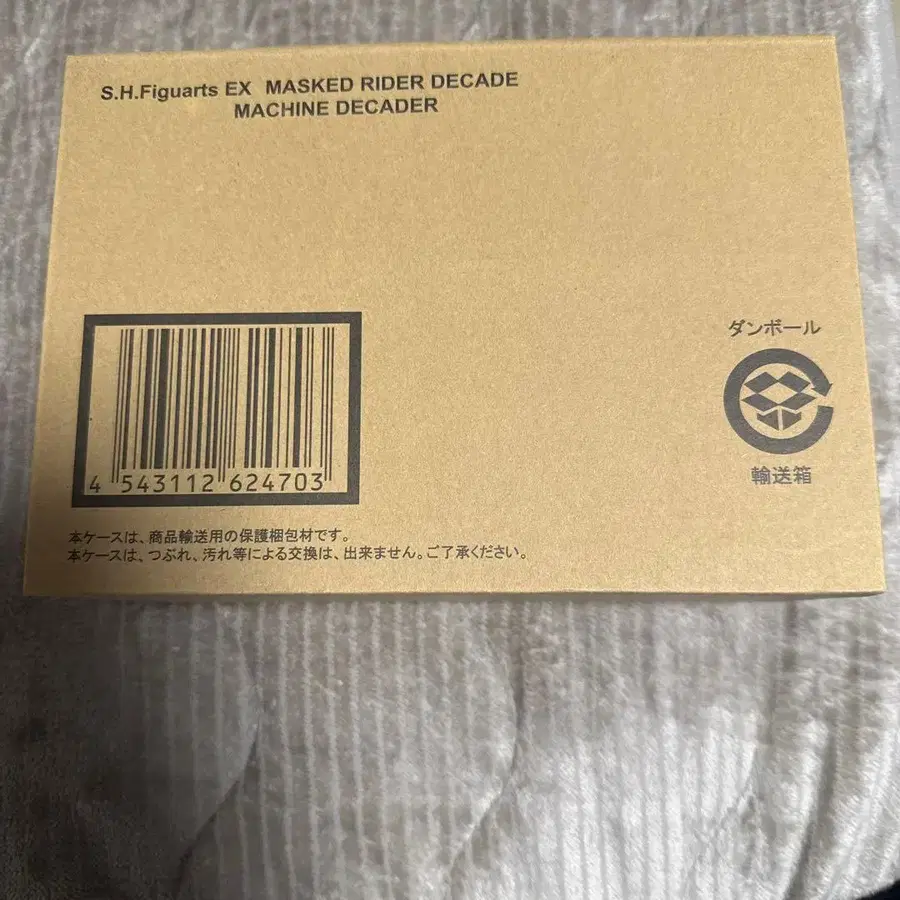 S.H.Figuarts EX MASKED RIDER DECADE
MACHINE DECADER
ダンボール
輸送箱
4 543112 624703
本ケースは、商品輸送用の保護梱包材です。
本ケースは、つぶれ、汚れ等による交換は、出来ません。ご了承ください。